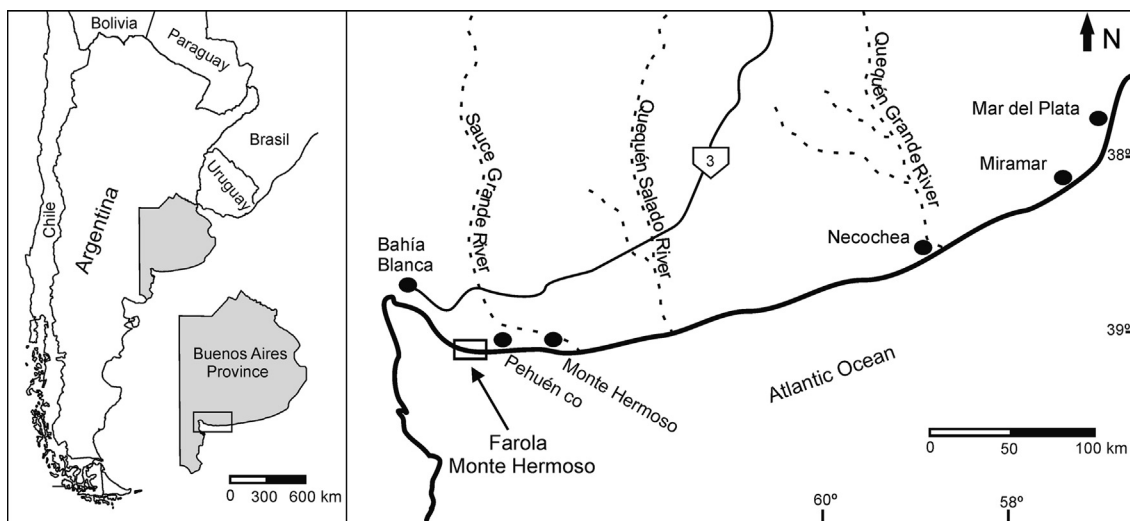 Bolivia
Paraguay
Brasil
Uruguay
Chile
Argentina
Buenos Aires
Province
0 300 600 km
N
Mar del Plata
38º
Miramar
Quequén Grande River
Sauce Grande River
Quequén Salado River
3
Necochea
Bahía
Blanca
39º
Pehuén co
Monte Hermoso
Atlantic Ocean
Farola
Monte Hermoso
0 50 100 km
60º
58º